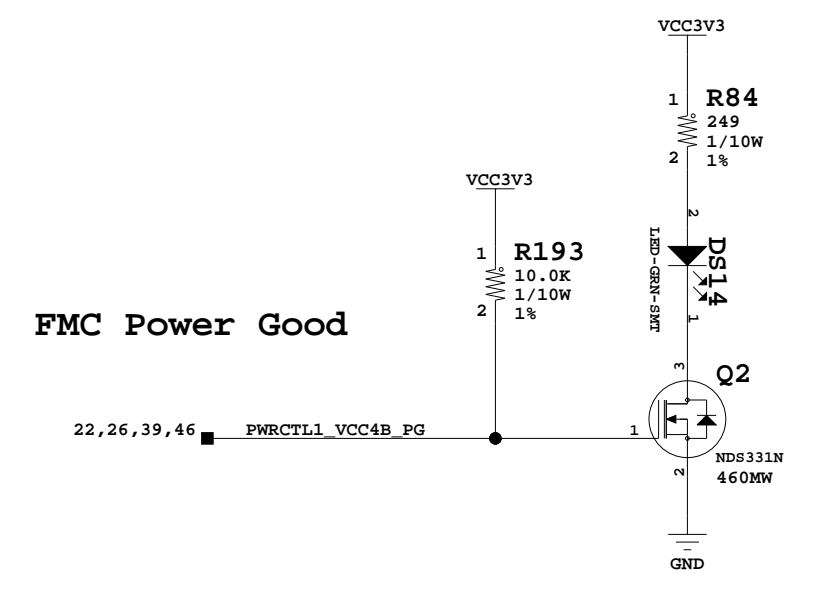 VCC3V3
1
R84
249
1/10W
2
1%
VCC3V3
2
LED-GRN-SMT
DS14
1
1
R193
10.0K
1/10W
2
1%
FMC Power Good
3
Q2
22,26,39,46
PWRCTL1_VCC4B_PG
1
NDS331N
460MW
2
GND